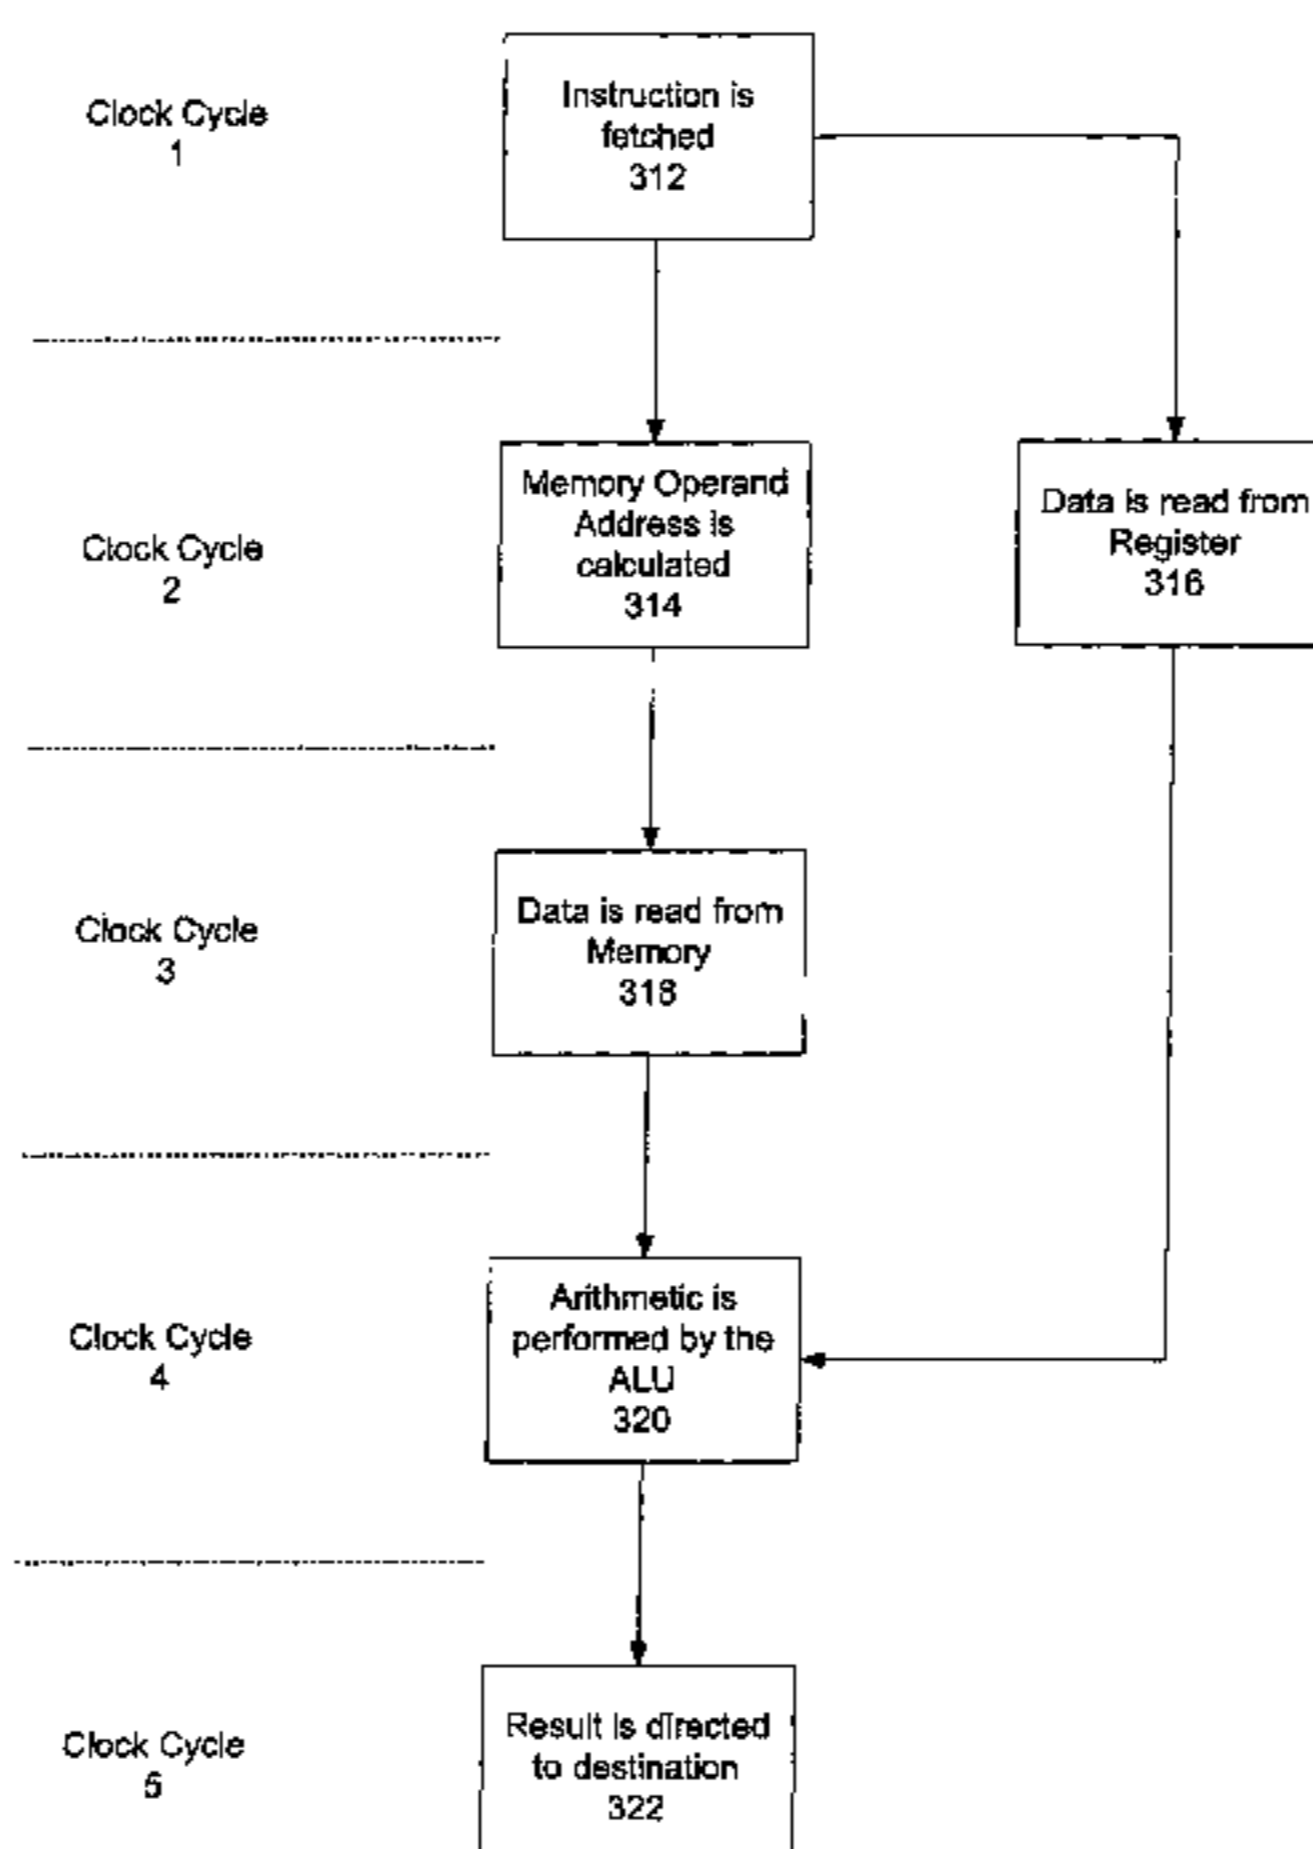 Clock Cycle
1
Instruction is
fetched
312
Clock Cycle
2
Memory Operand
Address is
calculated
314
Data is read from
Register
316
Clock Cycle
3
Data is read from
Memory
318
Clock Cycle
4
Arithmetic is
performed by the
ALU
320
Clock Cycle
5
Result is directed
to destination
322